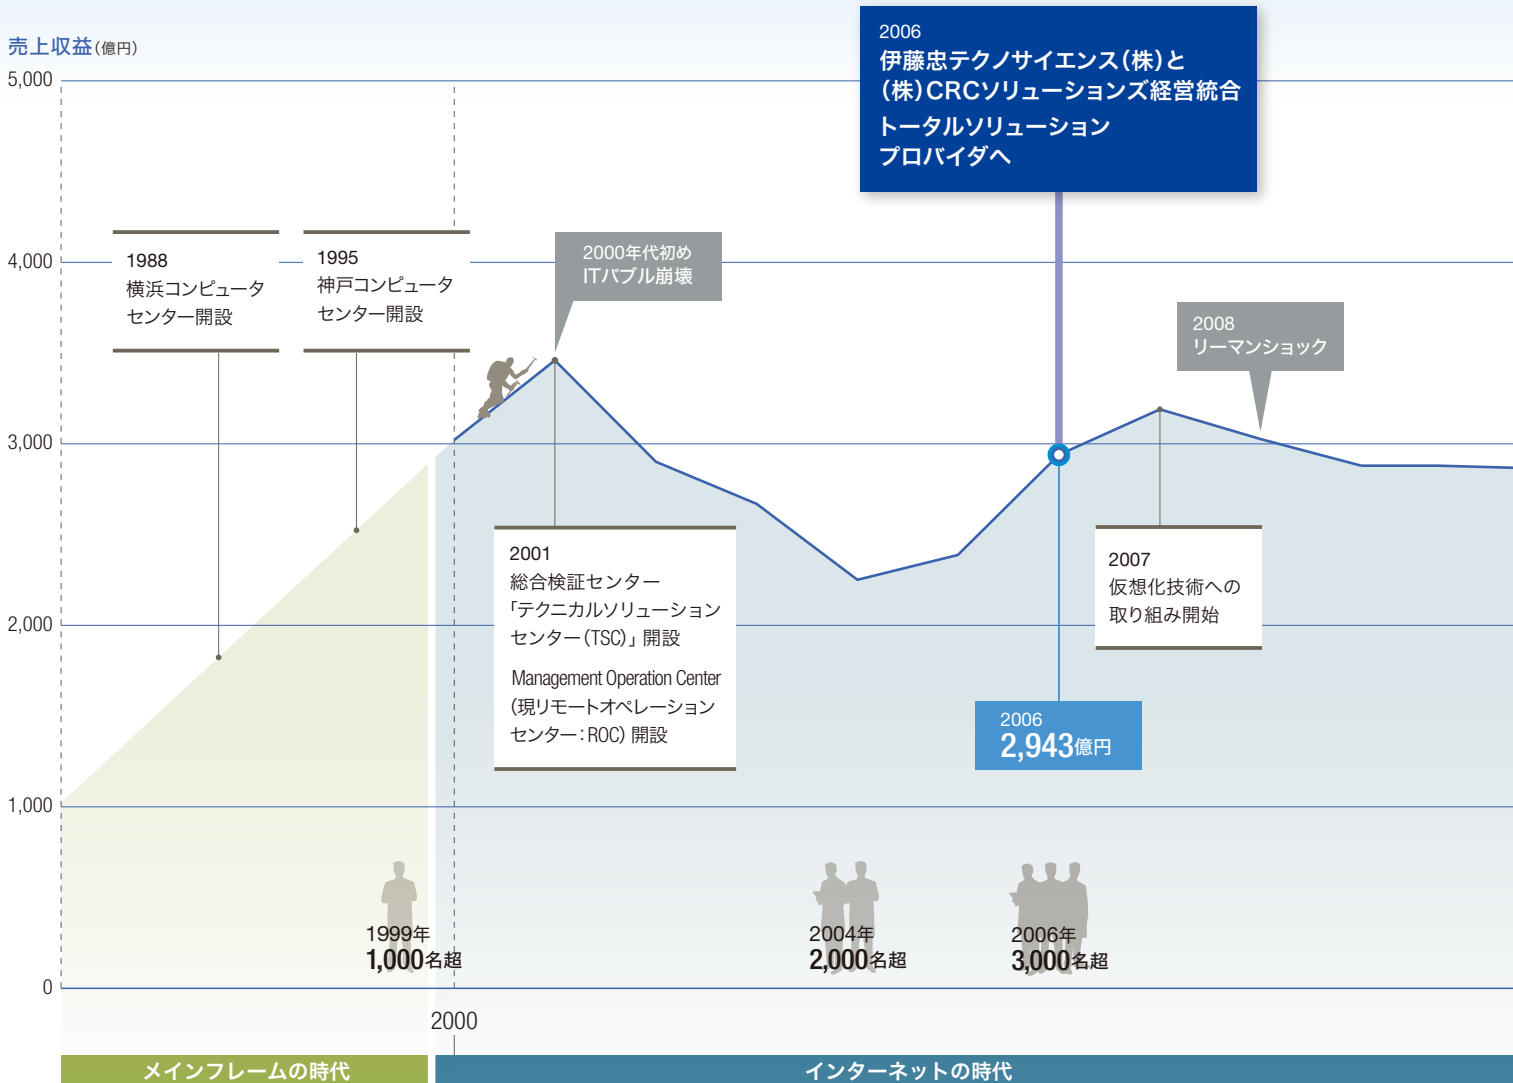 売上収益(億円)
5,000
4,000
3,000
2,000
1,000
0
1988
横浜コンピュータ
センター開設
1995
神戸コンピュータ
センター開設
2000年代初め
ITバブル崩壊
2006
伊藤忠テクノサイエンス(株)と
(株)CRCソリューションズ経営統合
トータルソリューション
プロバイダへ
2008
リーマンショック
2001
総合検証センター
「テクニカルソリューション
センター(TSC)」開設
Management Operation Center
(現リモートオペレーション
センター:ROC)開設
2007
仮想化技術への
取り組み開始
2006
2,943億円
1999年
1,000名超
2004年
2,000名超
2006年
3,000名超
2000
メインフレームの時代
インターネットの時代